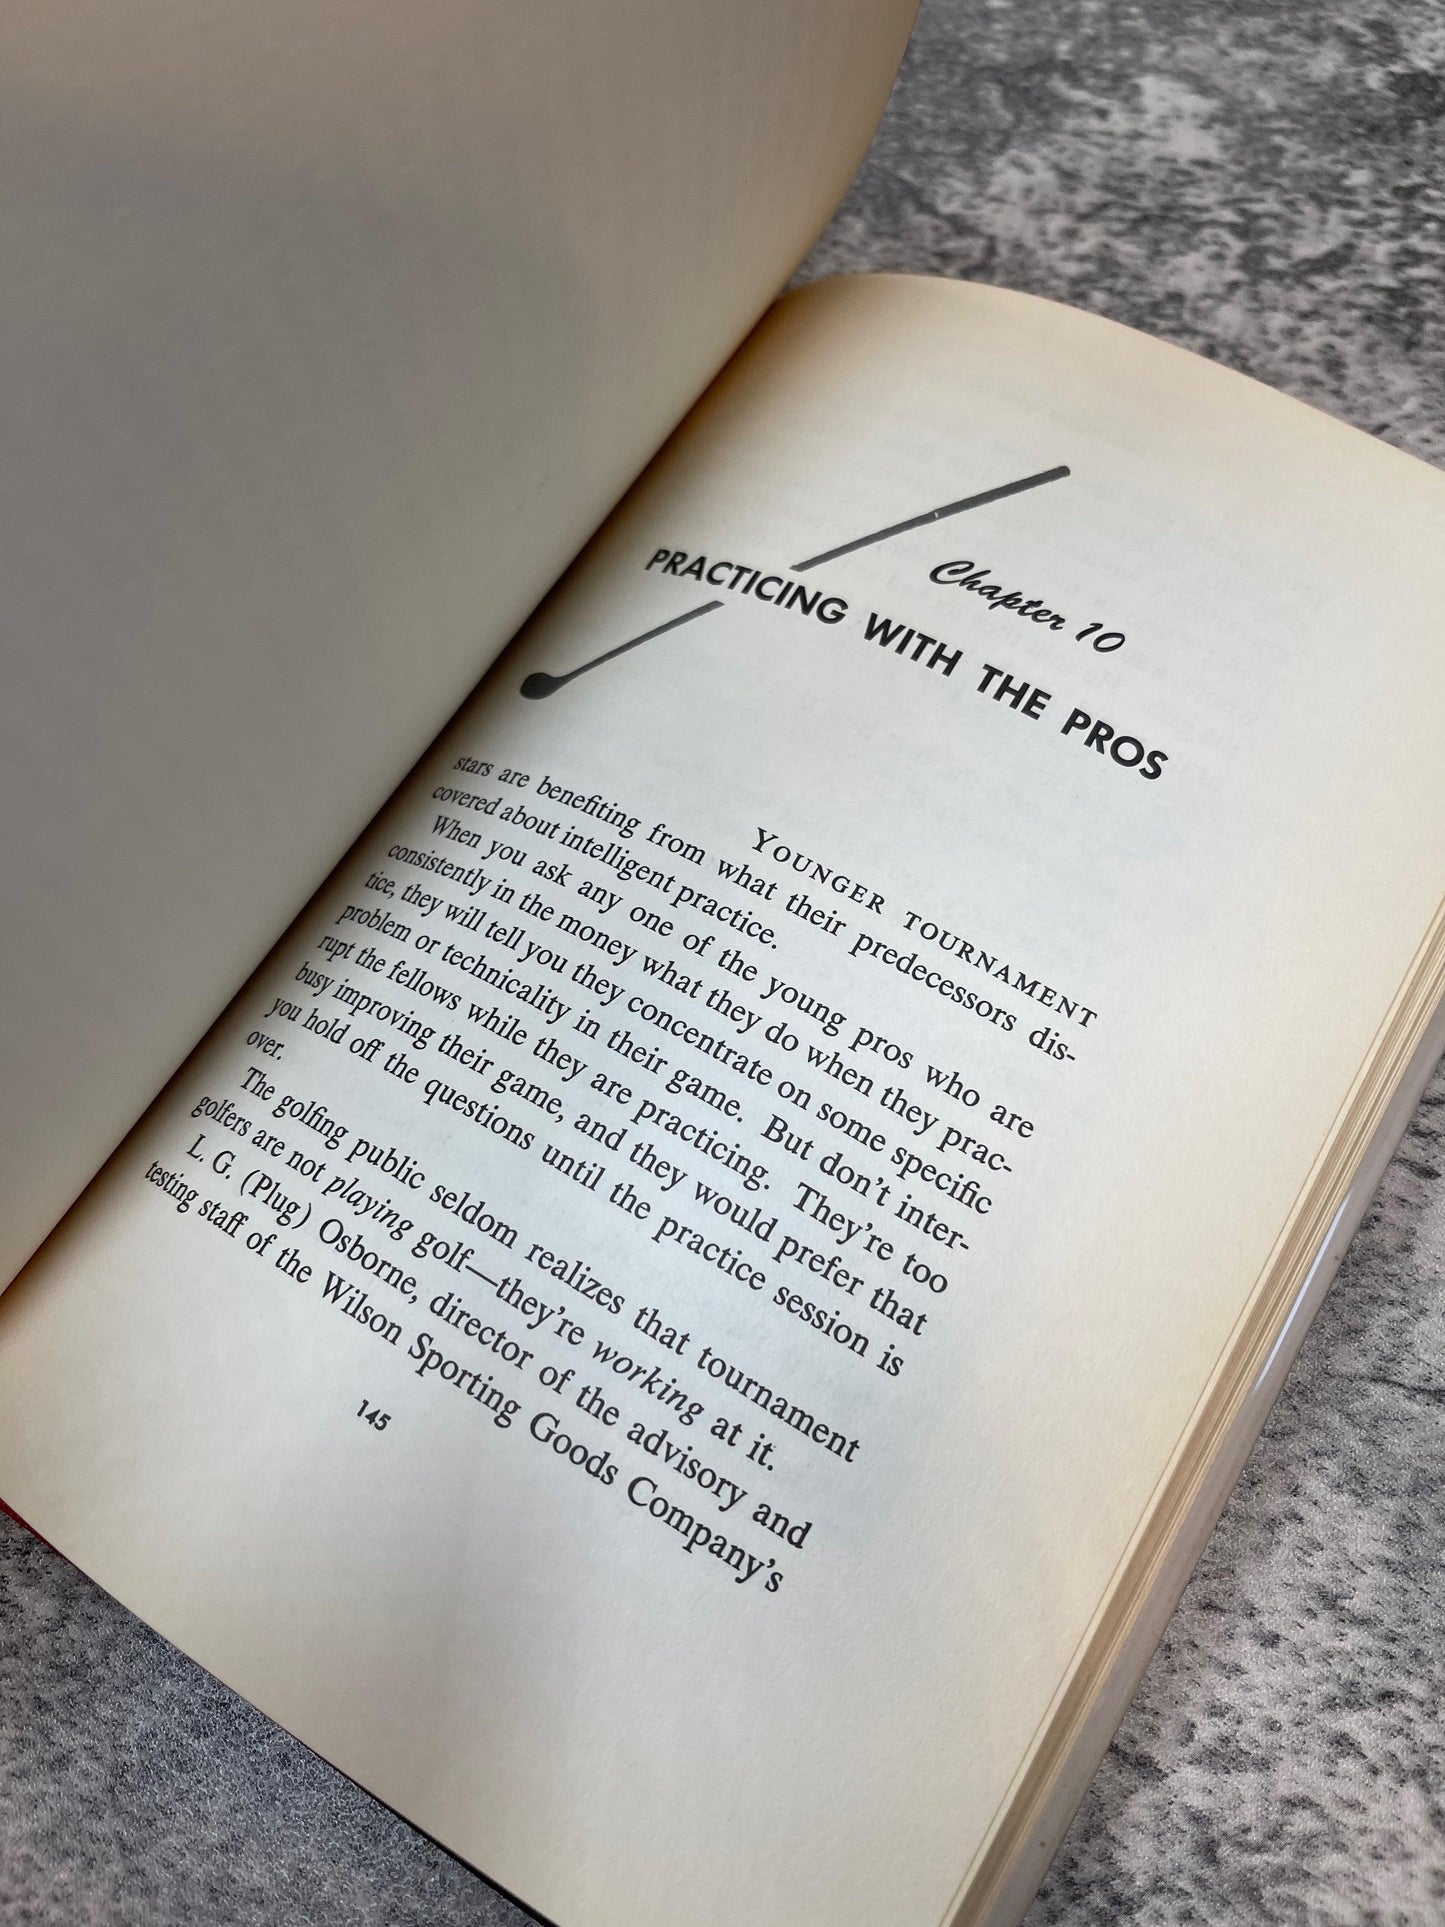 Chapter 10
PRACTICING WITH THE PROS
YOUNGER TOURNAMENT
stars are benefiting from what their predecessors dis-
covered about intelligent practice.
When you ask any one of the young pros who are
consistently in the money what they do when they prac-
tice, they will tell you they concentrate on some specific
problem or technicality in their game. But don't inter-
rupt the fellows while they are practicing. They're too
busy improving their game, and they would prefer that
you hold off the questions until the practice session is
over.
The golfing public seldom realizes that tournament
golfers are not playing golf—they're working at it.
L. G. (Plug) Osborne, director of the advisory and
testing staff of the Wilson Sporting Goods Company's
145